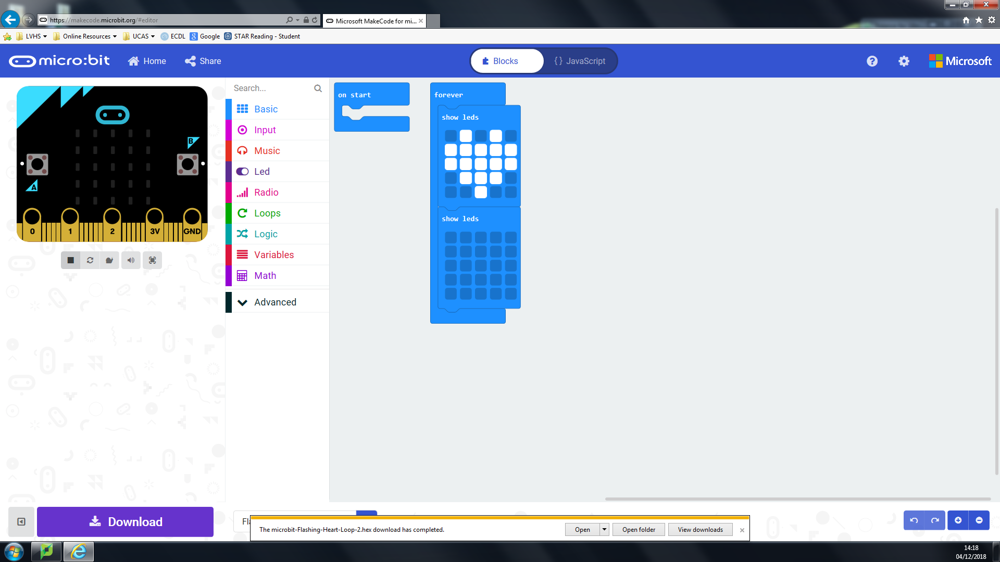 https://makecode.microbit.org/#editor
Microsoft MakeCode for mi...
LVHS
Online Resources
UCAS
ECDL
Google
STAR Reading - Student
micro:bit
Home
Share
Blocks
{} JavaScript
Microsoft
Search...
Basic
Input
Music
Led
Radio
Loops
Logic
Variables
Math
Advanced
on start
forever
show leds
show leds
B
A
0 1 2 3V GND
Download
The microbit-Flashing-Heart-Loop-2.hex download has completed.
Open
Open folder
View downloads
14:18
04/12/2018